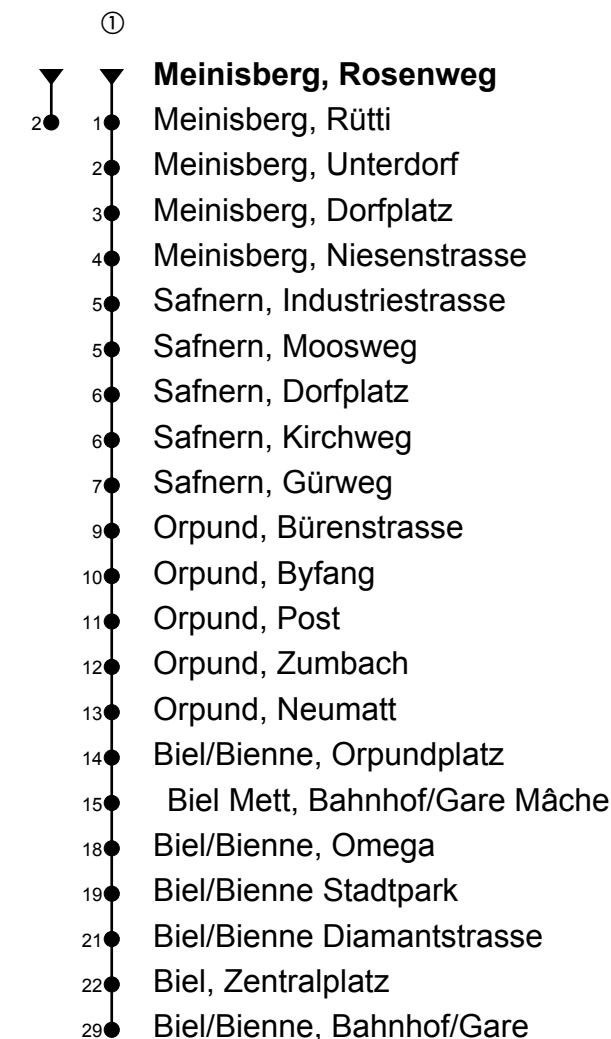 ①
Meinisberg, Rosenweg
2 1 Meinisberg, Rütti
2 Meinisberg, Unterdorf
3 Meinisberg, Dorfplatz
4 Meinisberg, Niesenstrasse
5 Safnern, Industriestrasse
5 Safnern, Moosweg
6 Safnern, Dorfplatz
6 Safnern, Kirchweg
7 Safnern, Gürweg
9 Orpund, Bürenstrasse
10 Orpund, Byfang
11 Orpund, Post
12 Orpund, Zumbach
13 Orpund, Neumatt
14 Biel/Bienne, Orpundplatz
15 Biel Mett, Bahnhof/Gare Mâche
18 Biel/Bienne, Omega
19 Biel/Bienne Stadtpark
21 Biel/Bienne Diamantstrasse
22 Biel, Zentralplatz
29 Biel/Bienne, Bahnhof/Gare